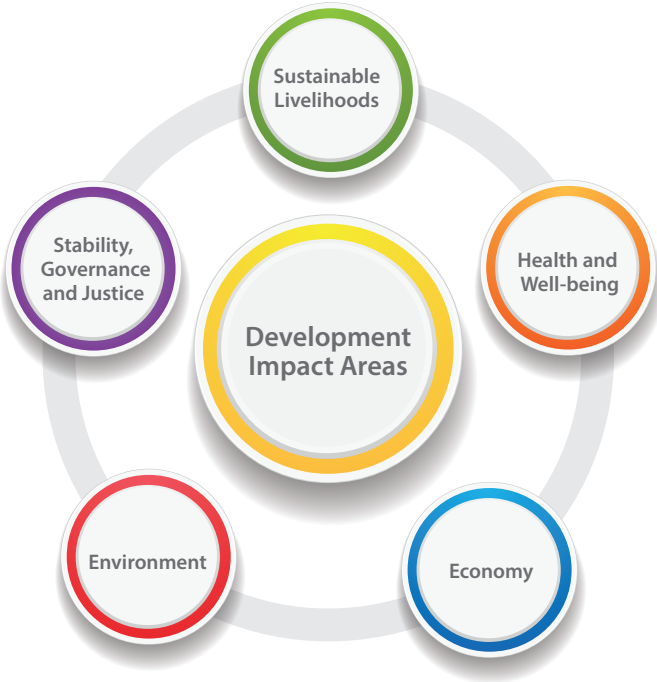 Sustainable
Livelihoods
Stability,
Governance
and Justice
Health and
Well-being
Development
Impact Areas
Environment
Economy